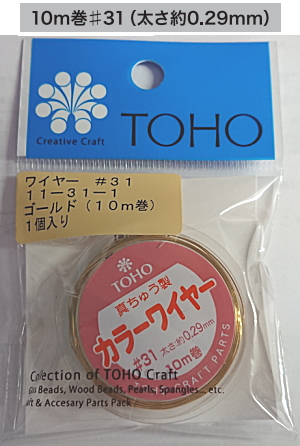 10m巻♯31（太さ約0.29mm）
Creative Craft
TOHO
ワイヤー　＃３１
１１－３１－１
ゴールド（１０ｍ巻）
１個入り
TOHO
真ちゅう製
カラーワイヤー
#31 太さ約0.29mm
10m巻
CRAFT PARTS
Collection of TOHO Craft
Beads, Wood Beads, Pearls, Spangles... etc.
ft & Accesary Parts Pack